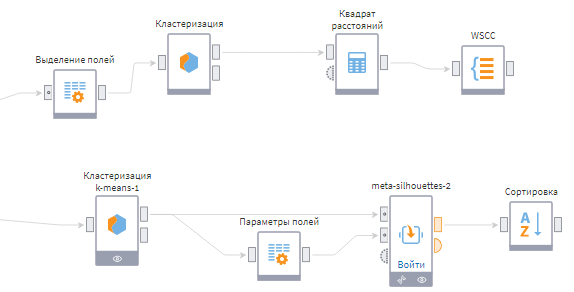 Квадрат
расстояний
Кластеризация
WSCC
Выделение полей
Кластеризация
k-means-1
meta-silhouettes-2
Сортировка
Параметры полей
A
Z
Войти